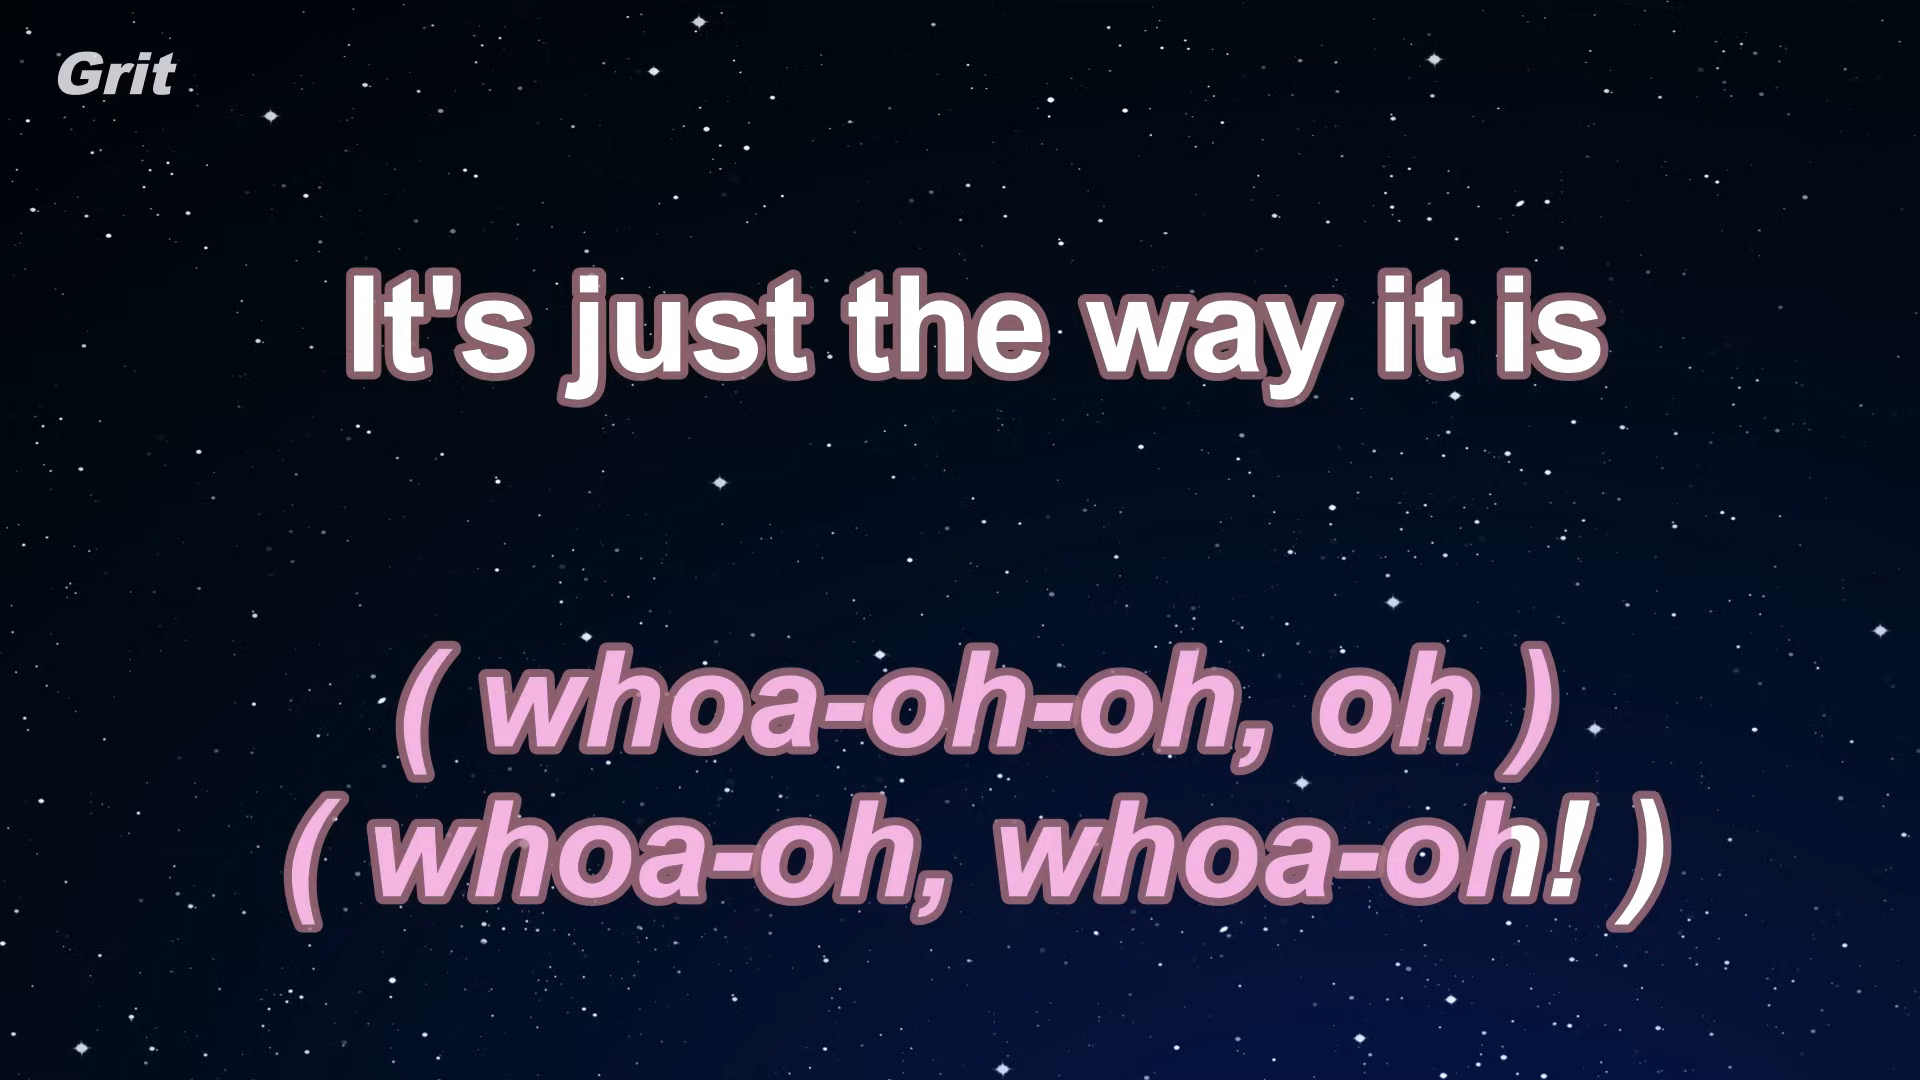 Grit
It's just the way it is
( whoa-oh-oh, oh )
( whoa-oh, whoa-oh! )